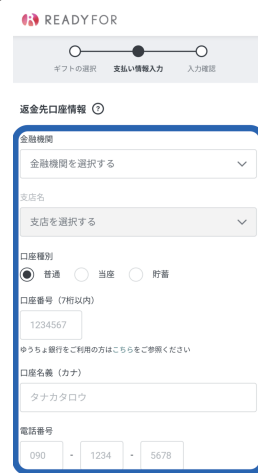 READYFOR
ギフトの選択 支払い情報入力 入力確認
返金先口座情報 ?
金融機関
金融機関を選択する
支店名
支店を選択する
口座種別
普通 当座 貯蓄
口座番号（7桁以内）
1234567
ゆうちょ銀行をご利用の方はこちらをご参照ください
口座名義（カナ）
タナカタロウ
電話番号
090 - 1234 - 5678